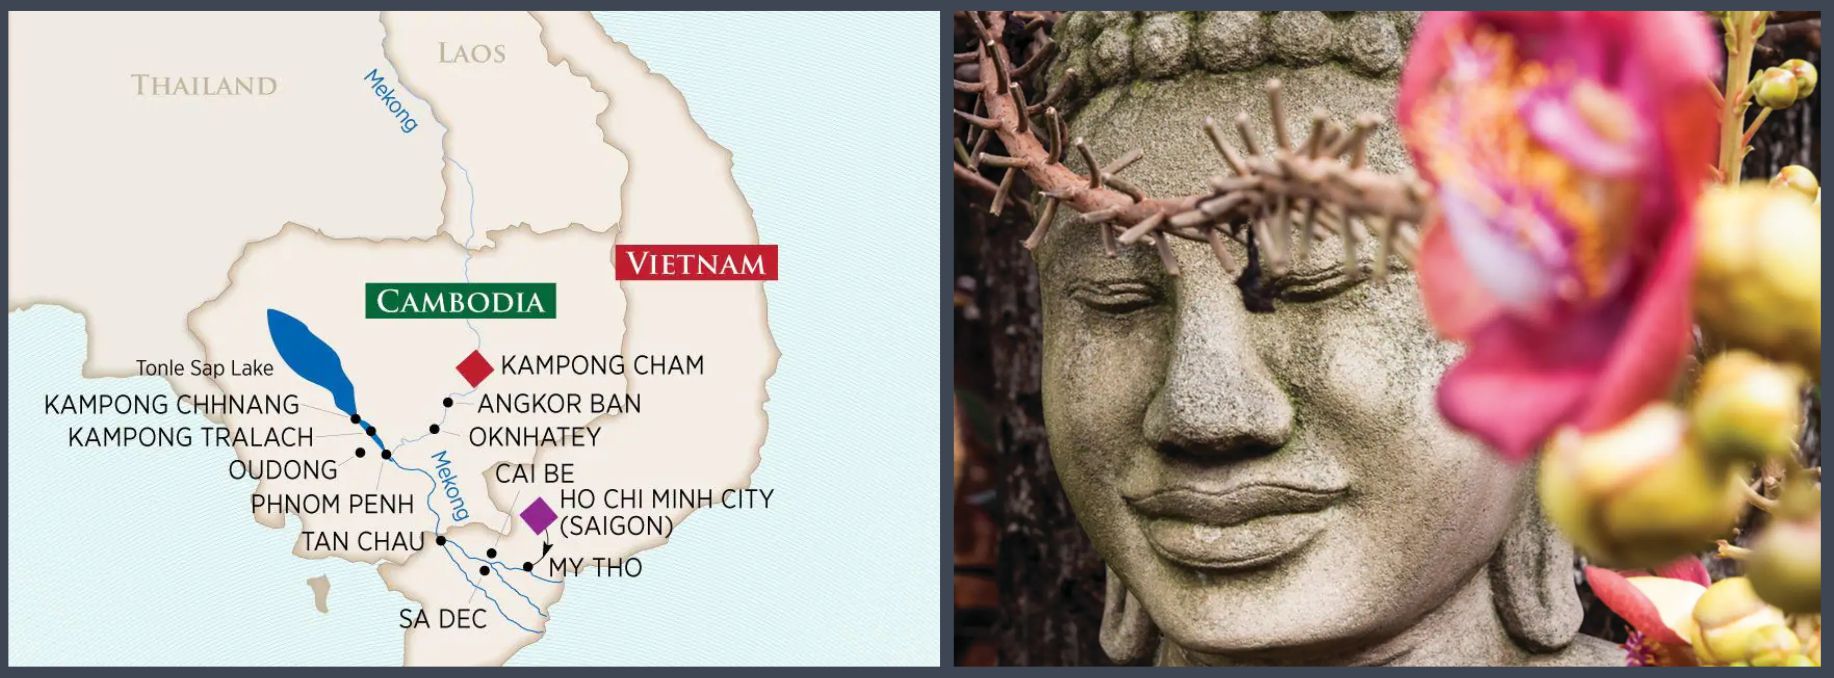 THAILAND
LAOS
Mekong
VIETNAM
CAMBODIA
Tonle Sap Lake
KAMPONG CHAM
KAMPONG CHHNANG
ANGKOR BAN
KAMPONG TRALACH
OKNHATEY
OUDONG
Mekong
CAI BE
PHNOM PENH
HO CHI MINH CITY
(SAIGON)
TAN CHAU
MY THO
SA DEC